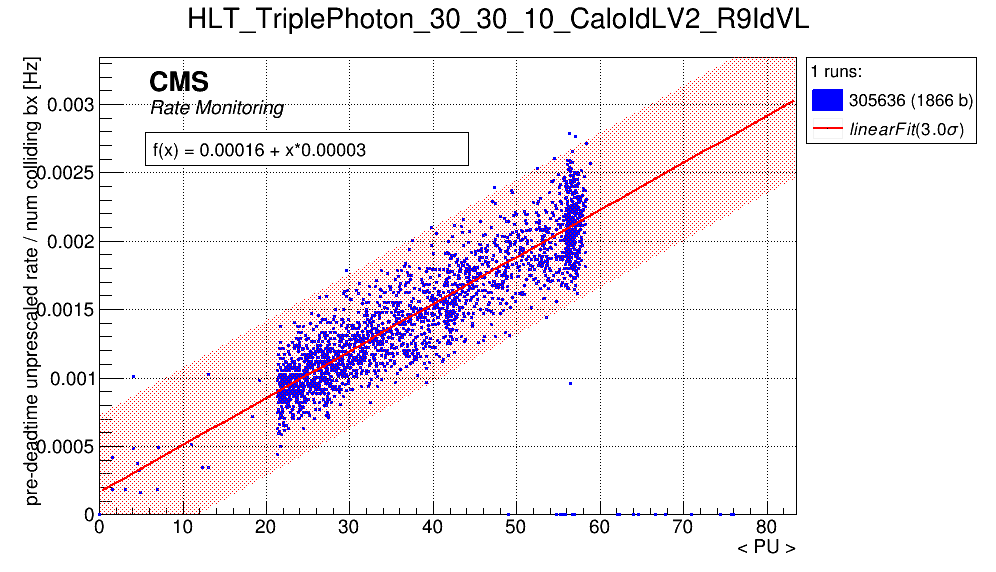 HLT_TriplePhoton_30_30_10_CaloIdLV2_R9IdVL
pre-deadtime unprescaled rate / num colliding bx [Hz]
CMS
Rate Monitoring
f(x) = 0.00016 + x*0.00003
1 runs:
305636 (1866 b)
linearFit(3.0σ)
0.003
0.0025
0.002
0.0015
0.001
0.0005
0
0 10 20 30 40 50 60 70 80
< PU >